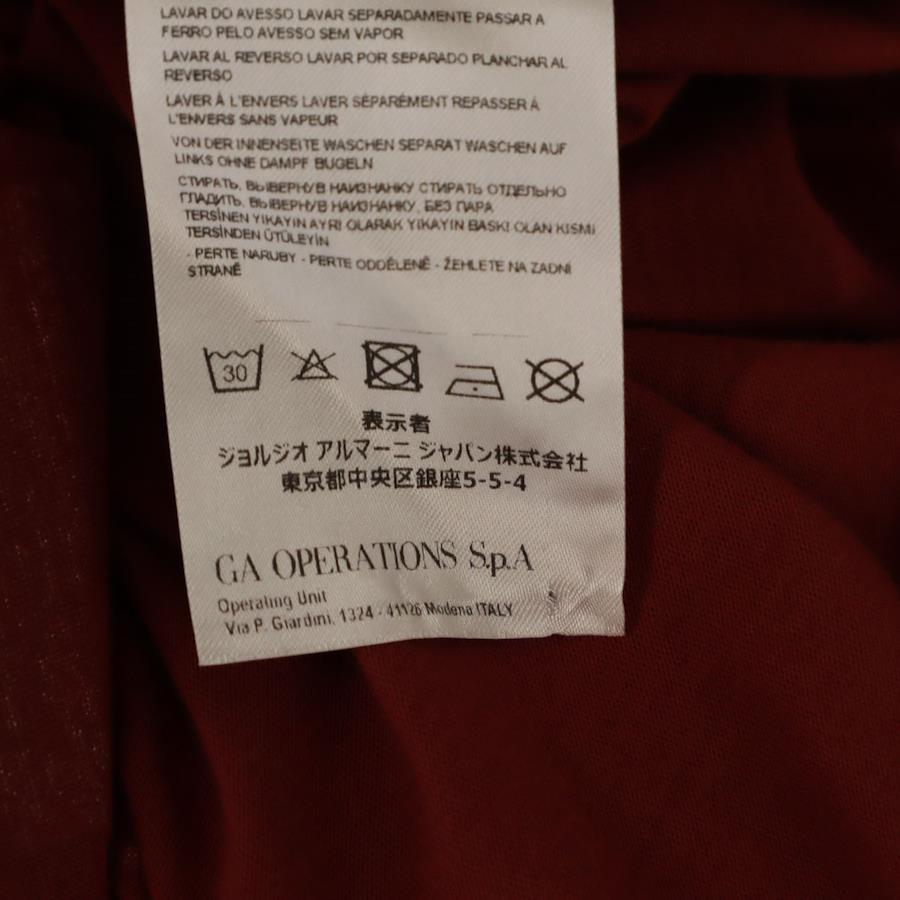 LAVAR DO AVESSO LAVAR SEPARADAMENTE PASSAR A
FERRO PELO AVESSO SEM VAPOR
LAVAR AL REVERSO LAVAR POR SEPARADO PLANCHAR AL
REVERSO
LAVER À L'ENVERS LAVER SÉPARÉMENT REPASSER À
L'ENVERS SANS VAPEUR
VON DER INNENSEITE WASCHEN SEPARAT WASCHEN AUF
LINKS OHNE DAMPF BÜGELN
СТИРАТЬ, ВЫВЕРНУВ НАИЗНАНКУ СТИРАТЬ ОТДЕЛЬНО
ГЛАДИТЬ, ВЫВЕРНУВ НАИЗНАНКУ, БЕЗ ПАРА
TERSİNEN YIKAYIN AYRI OLARAK YIKAYIN BASKI OLAN KISMI
TERSİNDEN ÜTÜLEYİN
- PERTE NARUBY - PERTE ODDĚLENĚ - ŽEHLETE NA ZADNÍ
STRANĚ
30
表示者
ジョルジオ アルマーニ ジャパン株式会社
東京都中央区銀座5-5-4
GA OPERATIONS S.p.A
Operating Unit
Via P. Giardini, 1324 - 41126 Modena ITALY